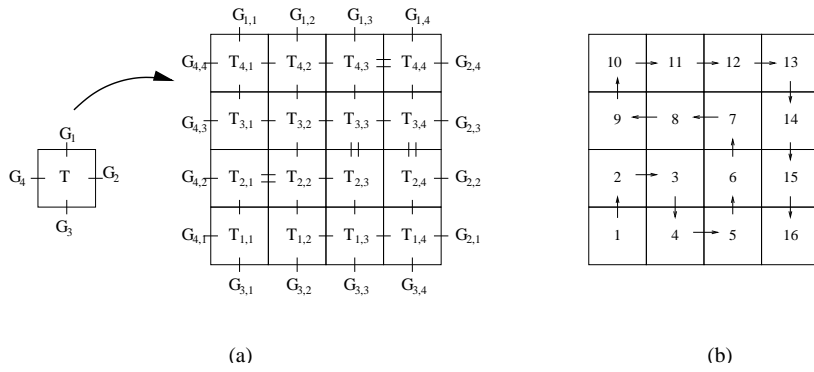 G1,1 G1,2 G1,3 G1,4
G4,4 T4,1 T4,2 T4,3 T4,4 G2,4
G4,3 T3,1 T3,2 T3,3 T3,4 G2,3
G4,2 T2,1 T2,2 T2,3 T2,4 G2,2
G4,1 T1,1 T1,2 T1,3 T1,4 G2,1
G3,1 G3,2 G3,3 G3,4
G1
G4 T G2
G3
10 11 12 13
9 8 7 14
2 3 6 15
1 4 5 16
(a) (b)